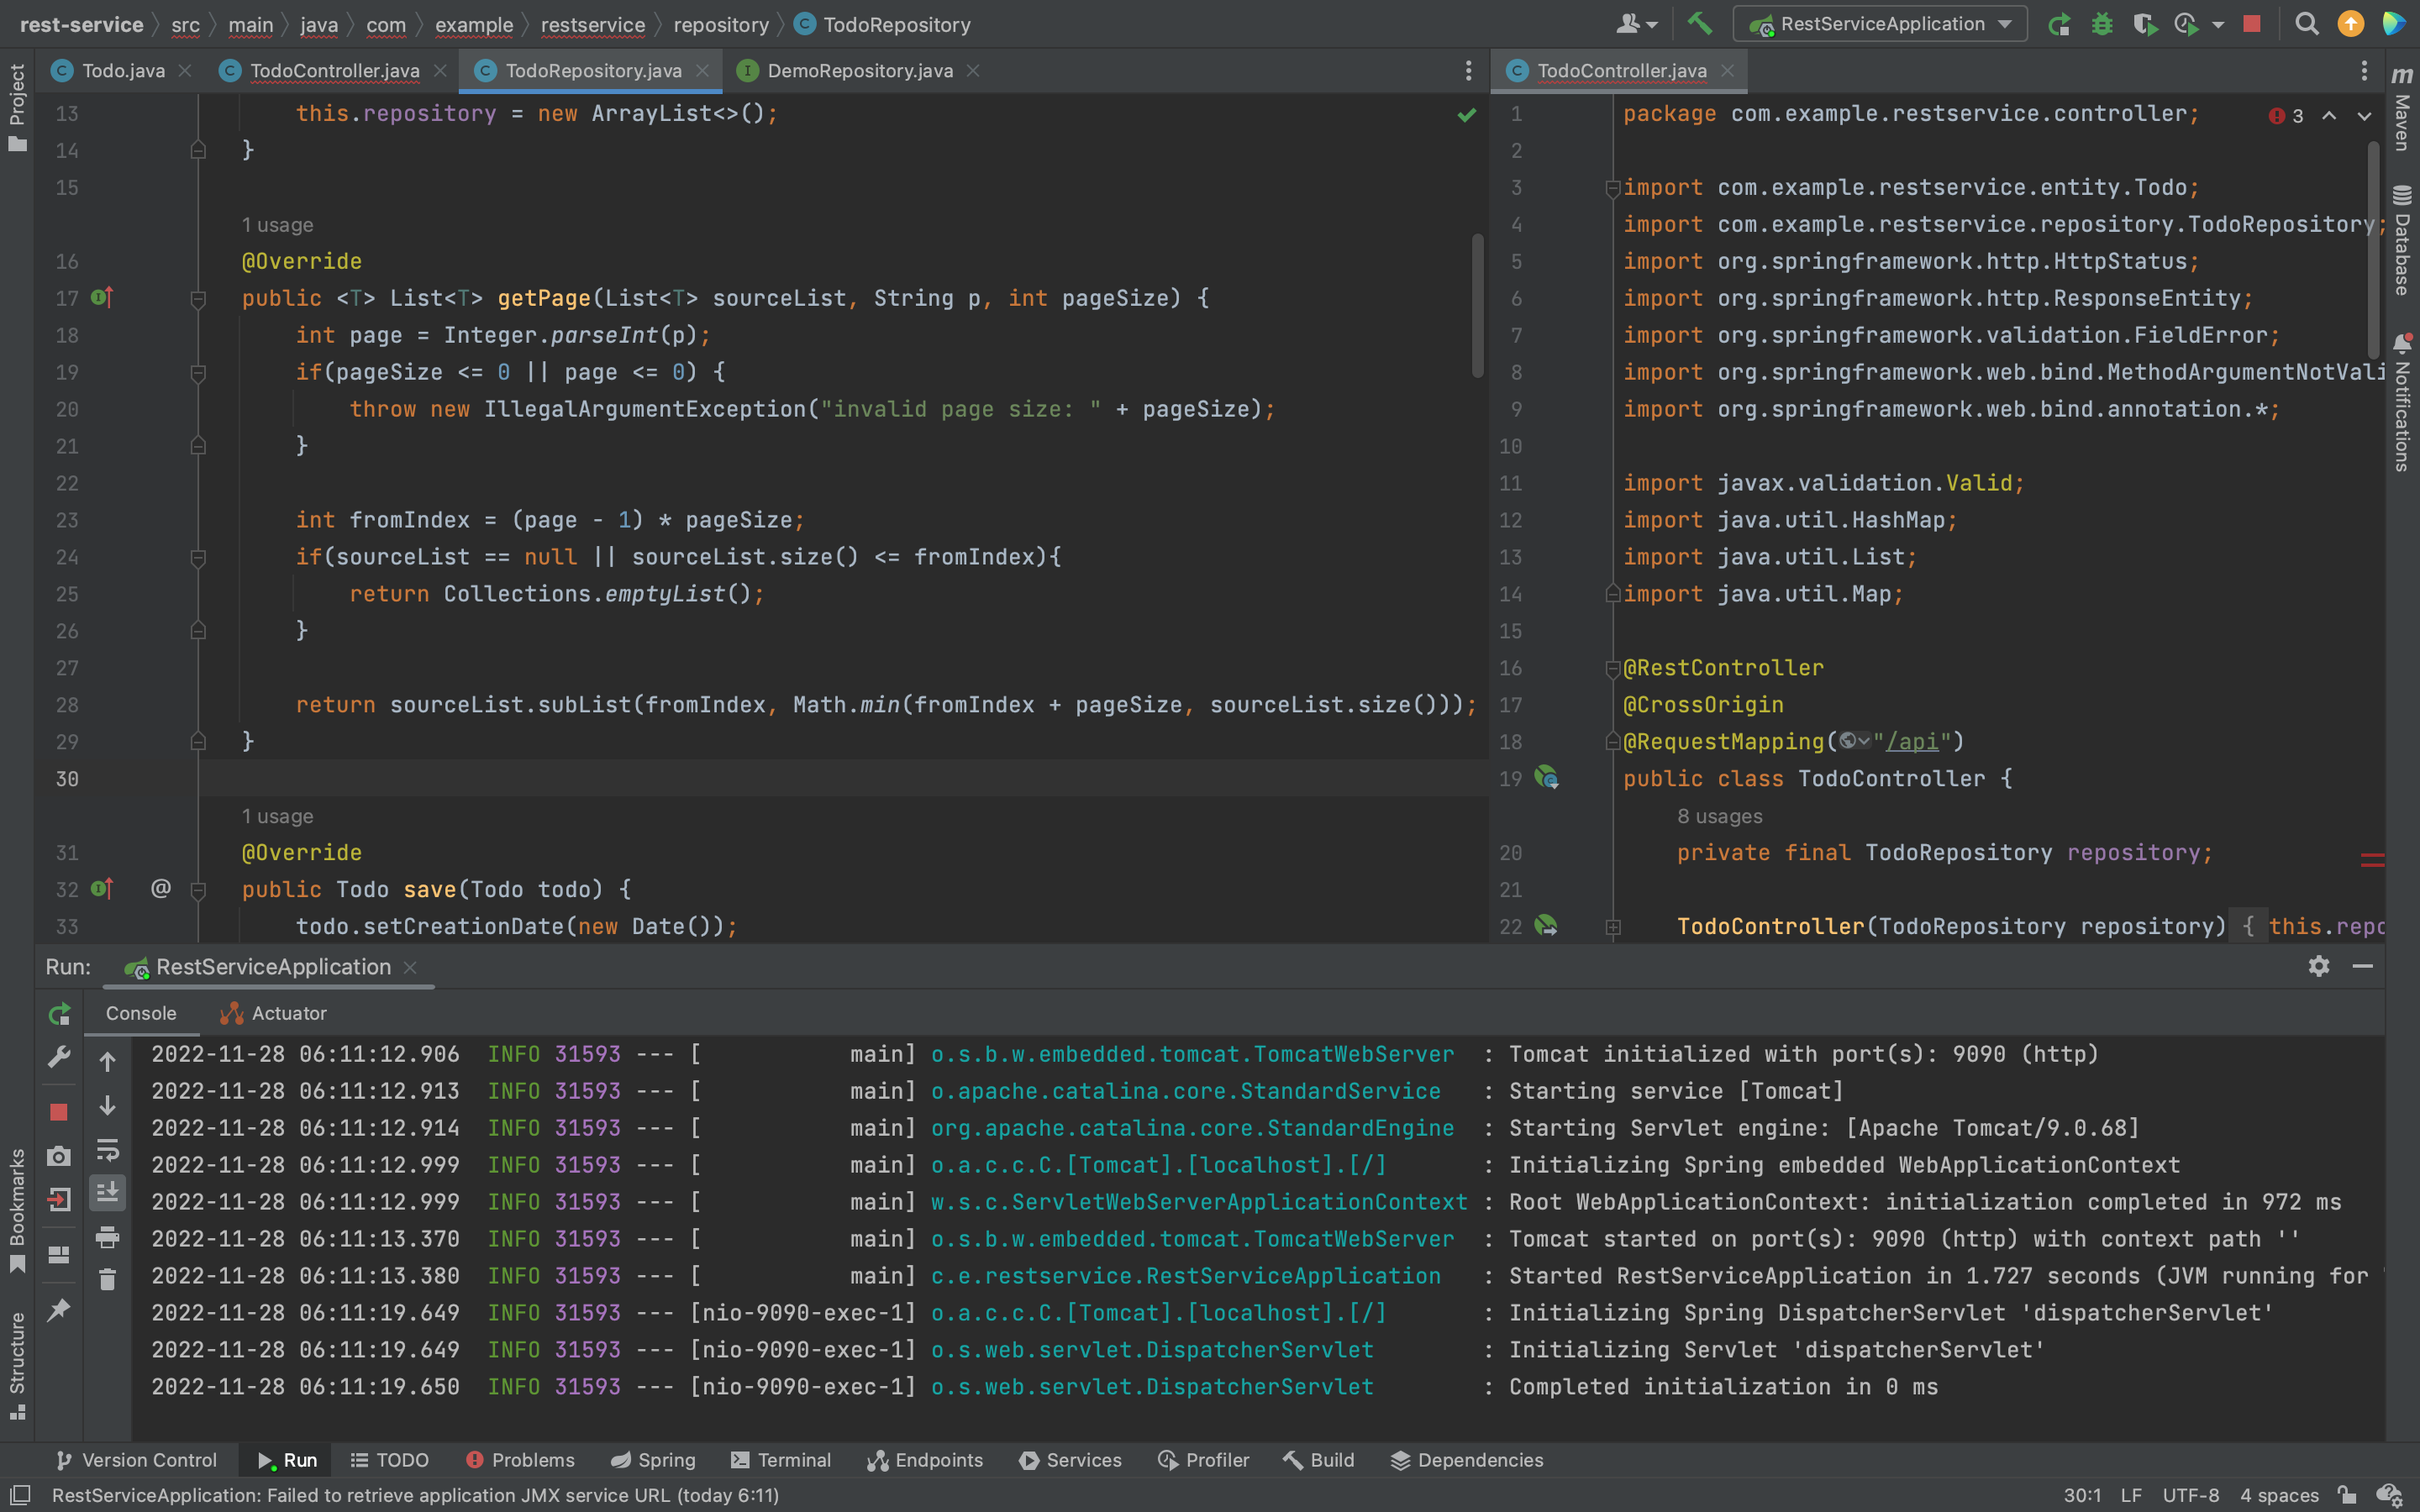 rest-service src main java com example restservice repository TodoRepository
RestServiceApplication
Todo.java TodoController.java TodoRepository.java DemoRepository.java
Project
13 this.repository = new ArrayList<>();
14 }
15
1 usage
16 @Override
17 public <T> List<T> getPage(List<T> sourceList, String p, int pageSize) {
18 int page = Integer.parseInt(p);
19 if(pageSize <= 0 || page <= 0) {
20 throw new IllegalArgumentException("invalid page size: " + pageSize);
21 }
22
23 int fromIndex = (page - 1) * pageSize;
24 if(sourceList == null || sourceList.size() <= fromIndex){
25 return Collections.emptyList();
26 }
27
28 return sourceList.subList(fromIndex, Math.min(fromIndex + pageSize, sourceList.size()));
29 }
30
1 usage
31 @Override
32 @ public Todo save(Todo todo) {
33 todo.setCreationDate(new Date());
TodoController.java
3
1 package com.example.restservice.controller;
2
3 import com.example.restservice.entity.Todo;
4 import com.example.restservice.repository.TodoRepository;
5 import org.springframework.http.HttpStatus;
6 import org.springframework.http.ResponseEntity;
7 import org.springframework.validation.FieldError;
8 import org.springframework.web.bind.MethodArgumentNotVali
9 import org.springframework.web.bind.annotation.*;
10
11 import javax.validation.Valid;
12 import java.util.HashMap;
13 import java.util.List;
14 import java.util.Map;
15
16 @RestController
17 @CrossOrigin
18 @RequestMapping("/api")
19 public class TodoController {
8 usages
20 private final TodoRepository repository;
21
22 TodoController(TodoRepository repository) { this.repo
m Maven
Database
Notifications
Run: RestServiceApplication
Console Actuator
2022-11-28 06:11:12.906 INFO 31593 --- [ main] o.s.b.w.embedded.tomcat.TomcatWebServer : Tomcat initialized with port(s): 9090 (http)
2022-11-28 06:11:12.913 INFO 31593 --- [ main] o.apache.catalina.core.StandardService : Starting service [Tomcat]
2022-11-28 06:11:12.914 INFO 31593 --- [ main] org.apache.catalina.core.StandardEngine : Starting Servlet engine: [Apache Tomcat/9.0.68]
2022-11-28 06:11:12.999 INFO 31593 --- [ main] o.a.c.c.C.[Tomcat].[localhost].[/] : Initializing Spring embedded WebApplicationContext
2022-11-28 06:11:12.999 INFO 31593 --- [ main] w.s.c.ServletWebServerApplicationContext : Root WebApplicationContext: initialization completed in 972 ms
2022-11-28 06:11:13.370 INFO 31593 --- [ main] o.s.b.w.embedded.tomcat.TomcatWebServer : Tomcat started on port(s): 9090 (http) with context path ''
2022-11-28 06:11:13.380 INFO 31593 --- [ main] c.e.restservice.RestServiceApplication : Started RestServiceApplication in 1.727 seconds (JVM running for
2022-11-28 06:11:19.649 INFO 31593 --- [nio-9090-exec-1] o.a.c.c.C.[Tomcat].[localhost].[/] : Initializing Spring DispatcherServlet 'dispatcherServlet'
2022-11-28 06:11:19.649 INFO 31593 --- [nio-9090-exec-1] o.s.web.servlet.DispatcherServlet : Initializing Servlet 'dispatcherServlet'
2022-11-28 06:11:19.650 INFO 31593 --- [nio-9090-exec-1] o.s.web.servlet.DispatcherServlet : Completed initialization in 0 ms
Bookmarks
Structure
Version Control Run TODO Problems Spring Terminal Endpoints Services Profiler Build Dependencies
RestServiceApplication: Failed to retrieve application JMX service URL (today 6:11) 30:1 LF UTF-8 4 spaces